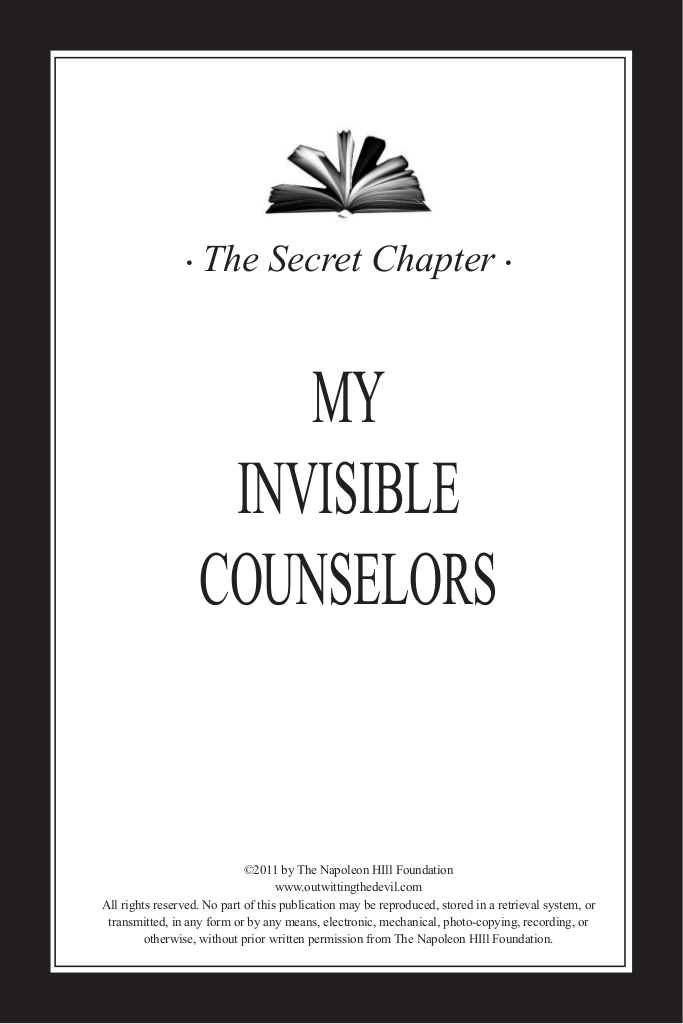 · The Secret Chapter ·
MY
INVISIBLE
COUNSELORS
©2011 by The Napoleon HIll Foundation
www.outwittingthedevil.com
All rights reserved. No part of this publication may be reproduced, stored in a retrieval system, or
transmitted, in any form or by any means, electronic, mechanical, photo-copying, recording, or
otherwise, without prior written permission from The Napoleon HIll Foundation.